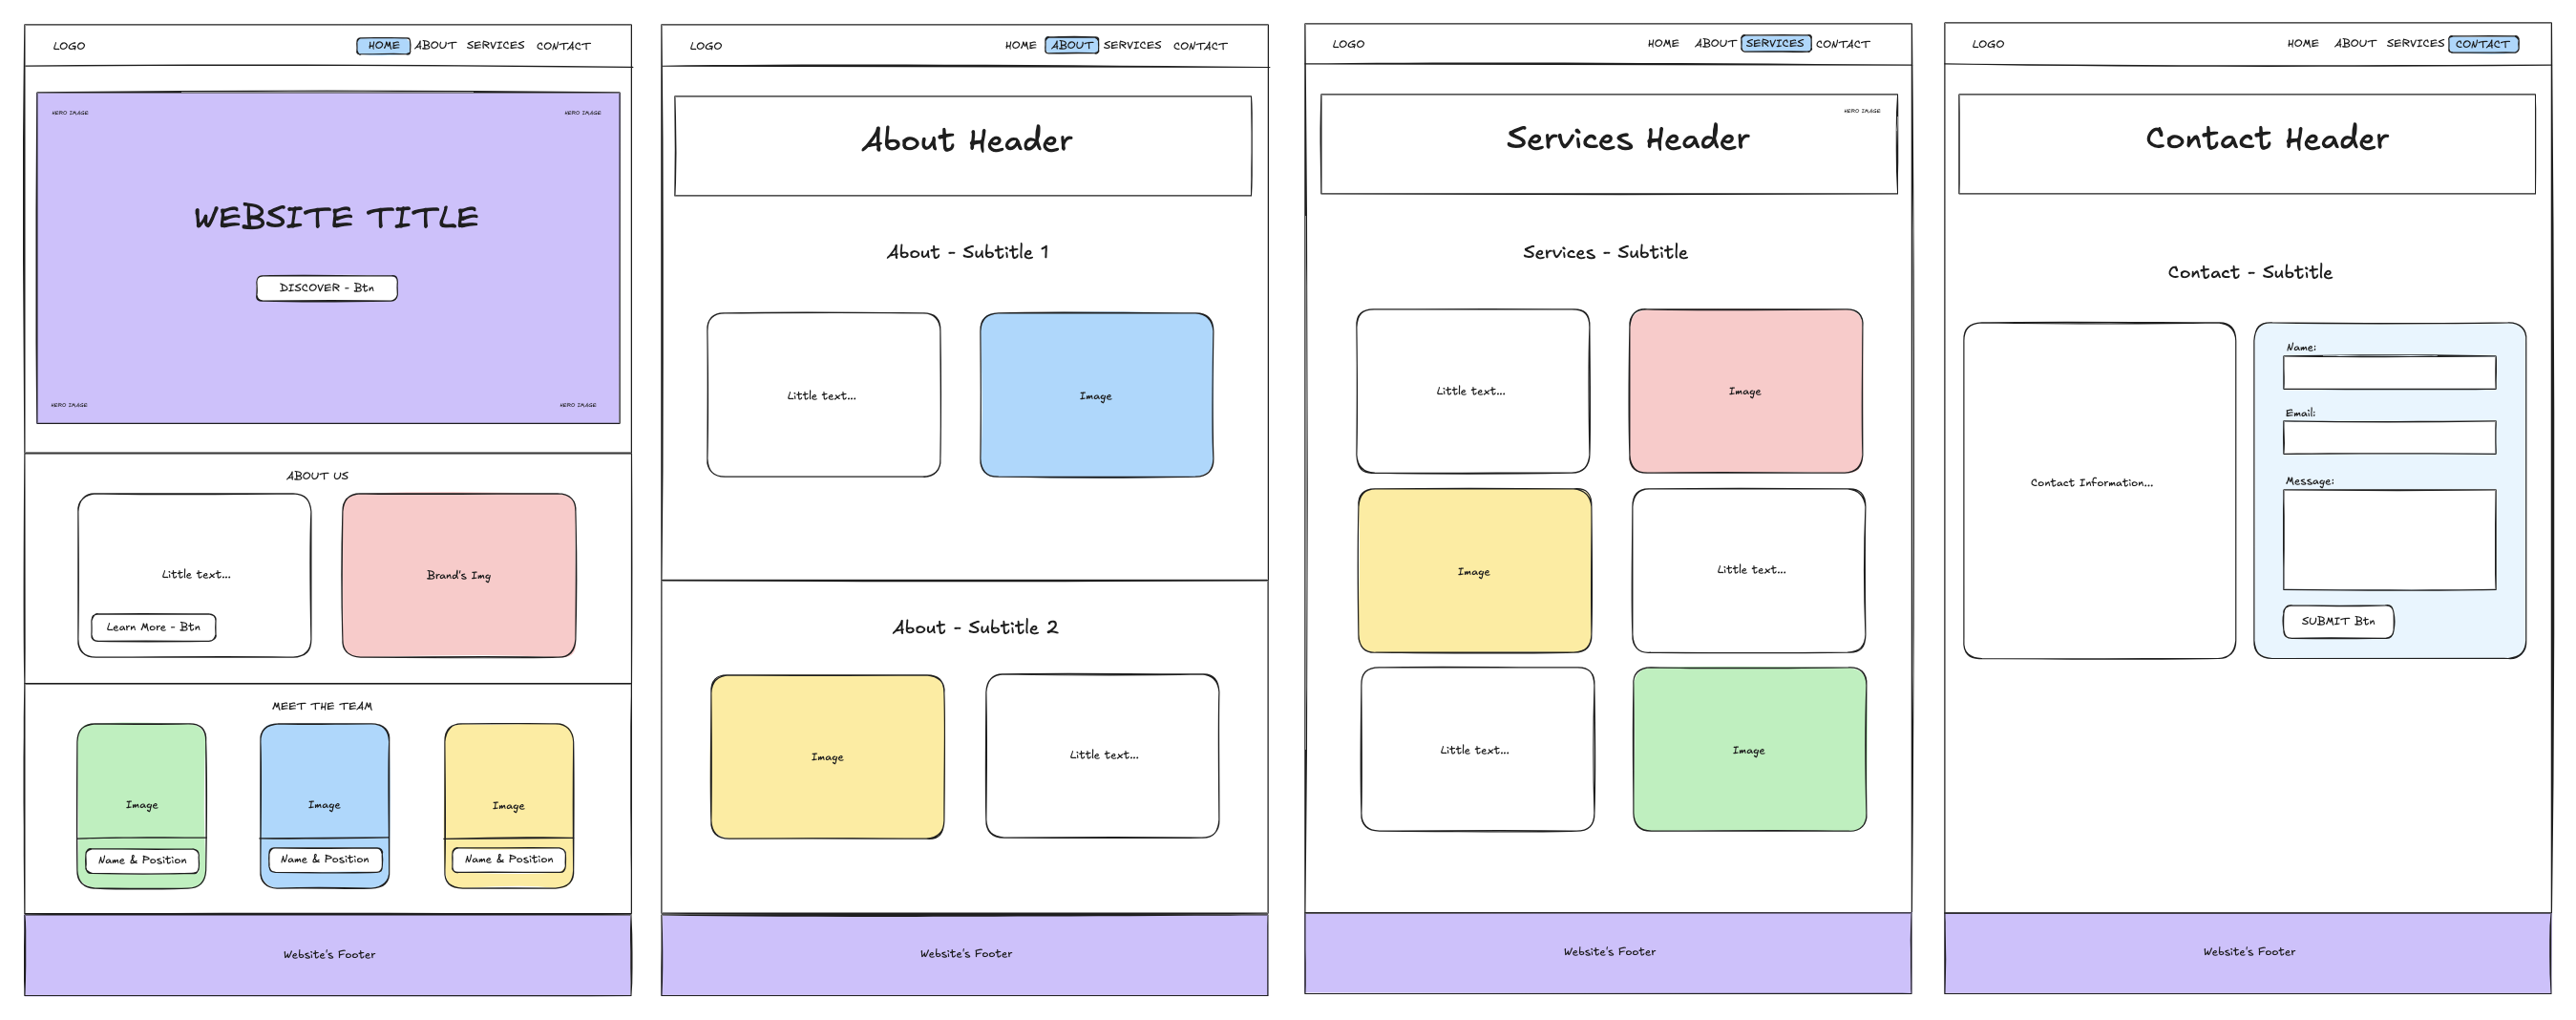 LOGO
HOME ABOUT SERVICES CONTACT
HERO IMAGE
HERO IMAGE
WEBSITE TITLE
DISCOVER - Btn
HERO IMAGE
HERO IMAGE
ABOUT US
Little text...
Learn More - Btn
Brand's Img
MEET THE TEAM
Image
Name & Position
Image
Name & Position
Image
Name & Position
Website's Footer
LOGO
HOME ABOUT SERVICES CONTACT
About Header
About - Subtitle 1
Little text...
Image
About - Subtitle 2
Image
Little text...
Website's Footer
LOGO
HOME ABOUT SERVICES CONTACT
HERO IMAGE
Services Header
Services - Subtitle
Little text...
Image
Image
Little text...
Little text...
Image
Website's Footer
LOGO
HOME ABOUT SERVICES CONTACT
Contact Header
Contact - Subtitle
Contact Information...
Name:
Email:
Message:
SUBMIT Btn
Website's Footer